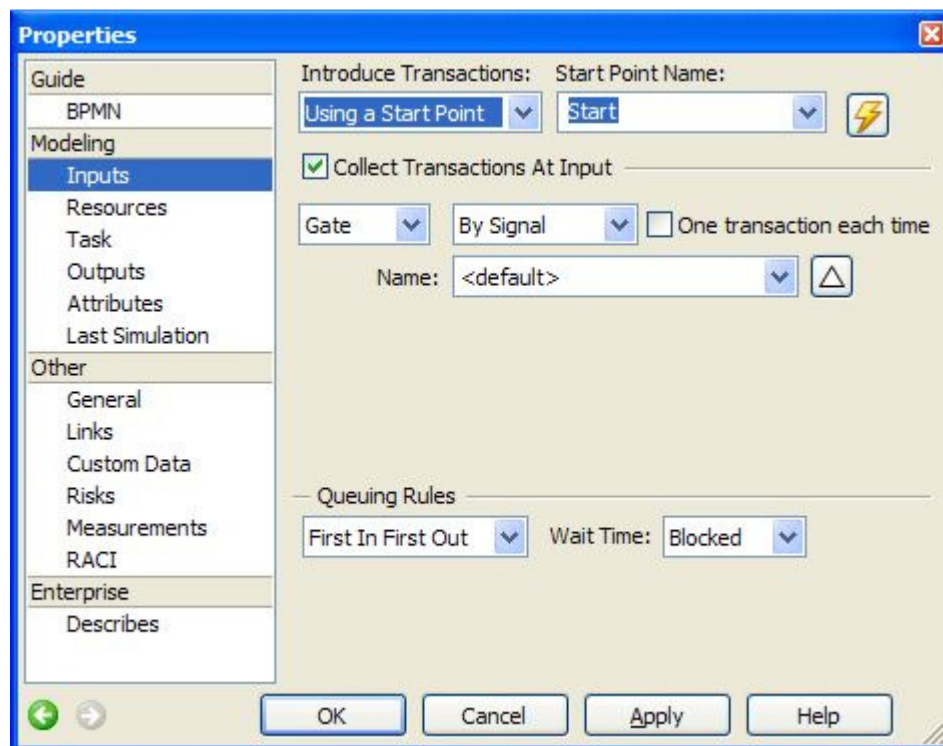 Properties
Guide
BPMN
Modeling
Inputs
Resources
Task
Outputs
Attributes
Last Simulation
Other
General
Links
Custom Data
Risks
Measurements
RACI
Enterprise
Describes
Introduce Transactions: Start Point Name:
Using a Start Point Start
Collect Transactions At Input
Gate By Signal One transaction each time
Name: <default>
Queuing Rules
First In First Out Wait Time: Blocked
OK Cancel Apply Help